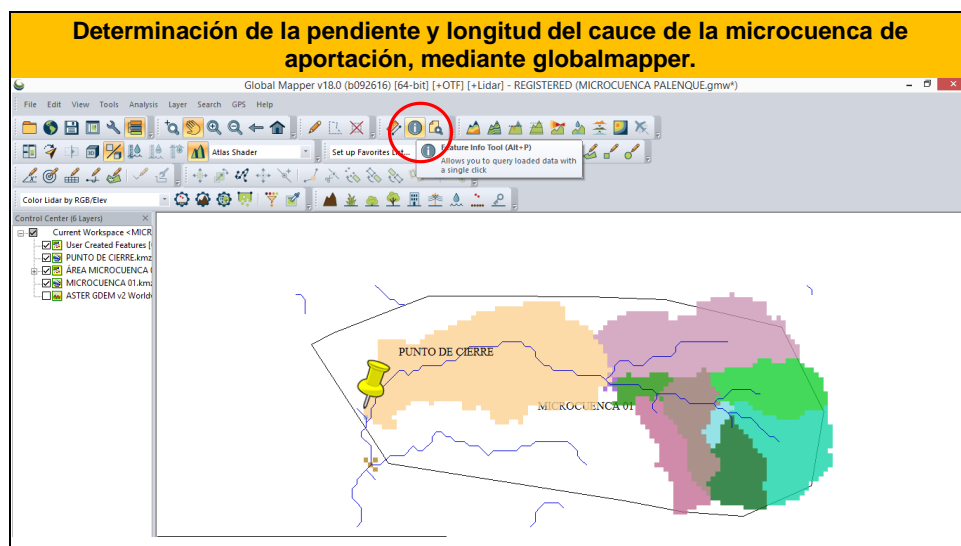 Determinación de la pendiente y longitud del cauce de la microcuenca de
aportación, mediante globalmapper.
Global Mapper v18.0 (b092616) [64-bit] [+OTF] [+Lidar] - REGISTERED (MICROCUENCA PALENQUE.gmw*)
File Edit View Tools Analysis Layer Search GPS Help
Atlas Shader
Set up Favorites List...
Feature Info Tool (Alt+P)
Allows you to query loaded data with
a single click
Color Lidar by RGB/Elev
Control Center (6 Layers)
Current Workspace <MICR
User Created Features [
PUNTO DE CIERRE.kmz
ÁREA MICROCUENCA 0
MICROCUENCA 01.kmz
ASTER GDEM v2 World
PUNTO DE CIERRE
MICROCUENCA 01